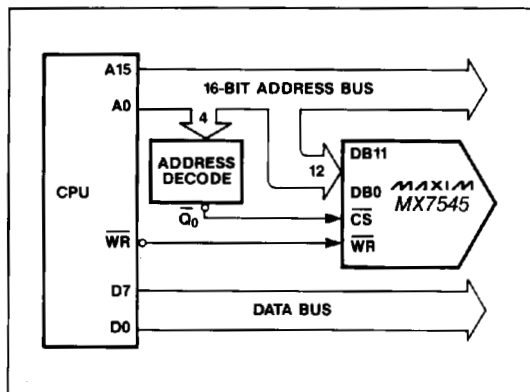 A15
16-BIT ADDRESS BUS
A0
4
ADDRESS
DECODE
12
DB11
DB0
MAXIM
MX7545
CPU
Q̅0
C̅S̅
W̅R̅
W̅R̅
D7
DATA BUS
D0